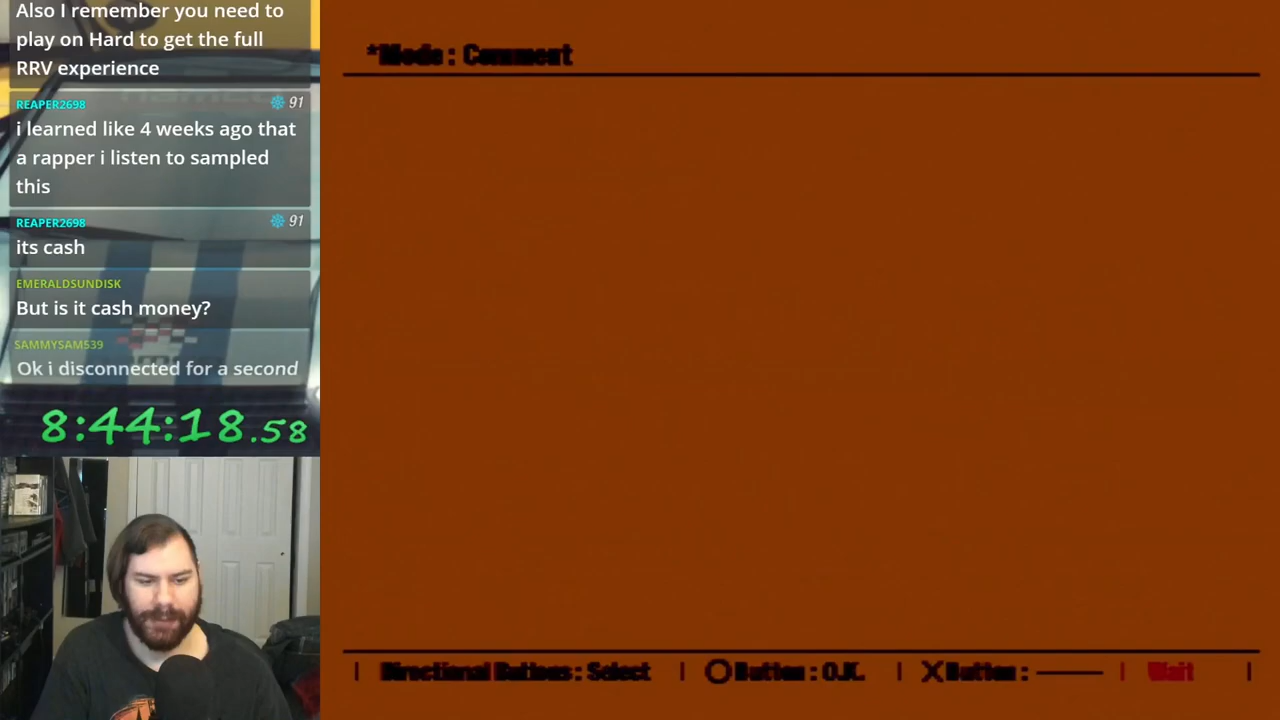 Also I remember you need to
play on Hard to get the full
RRV experience
REAPER2698 91
i learned like 4 weeks ago that
a rapper i listen to sampled
this
REAPER2698 91
its cash
EMERALDSUNDISK
But is it cash money?
SAMMYSAM539
Ok i disconnected for a second
8:44:18.58
*Mode : Comment
Directional Buttons : Select | O Button : O.K. | X Button : ——— | Wait